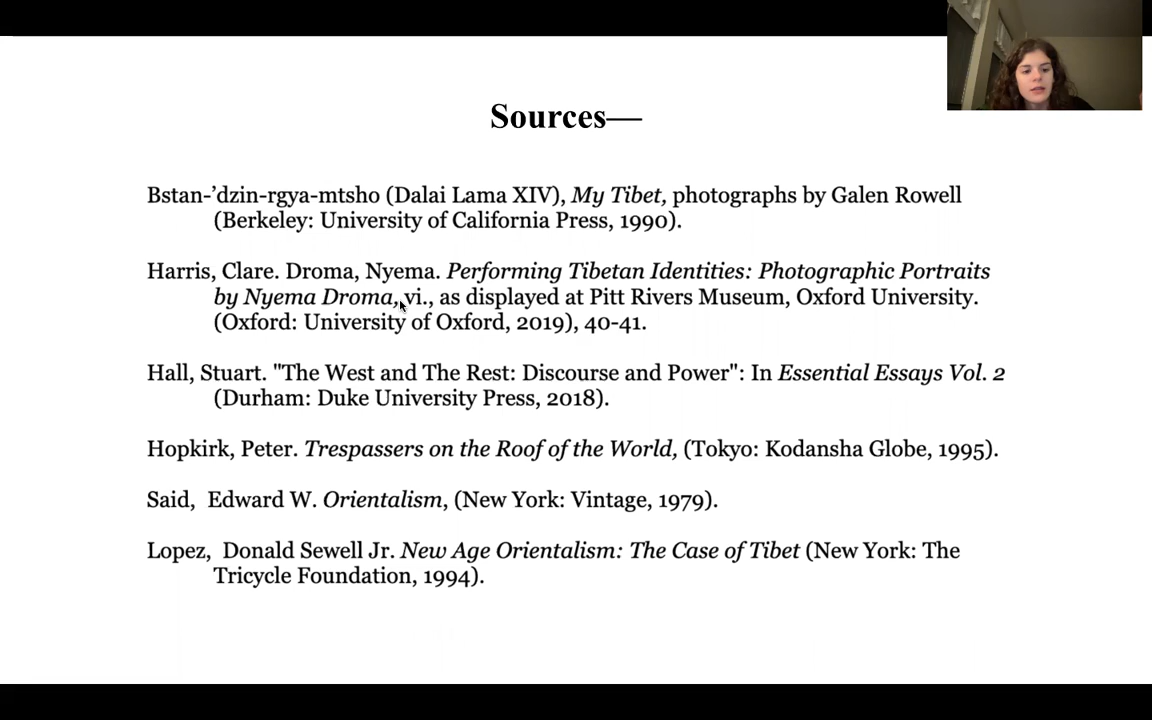 Sources—
Bstan-’dzin-rgya-mtsho (Dalai Lama XIV), My Tibet, photographs by Galen Rowell
(Berkeley: University of California Press, 1990).
Harris, Clare. Droma, Nyema. Performing Tibetan Identities: Photographic Portraits
by Nyema Droma, vi., as displayed at Pitt Rivers Museum, Oxford University.
(Oxford: University of Oxford, 2019), 40-41.
Hall, Stuart. "The West and The Rest: Discourse and Power": In Essential Essays Vol. 2
(Durham: Duke University Press, 2018).
Hopkirk, Peter. Trespassers on the Roof of the World, (Tokyo: Kodansha Globe, 1995).
Said, Edward W. Orientalism, (New York: Vintage, 1979).
Lopez, Donald Sewell Jr. New Age Orientalism: The Case of Tibet (New York: The
Tricycle Foundation, 1994).